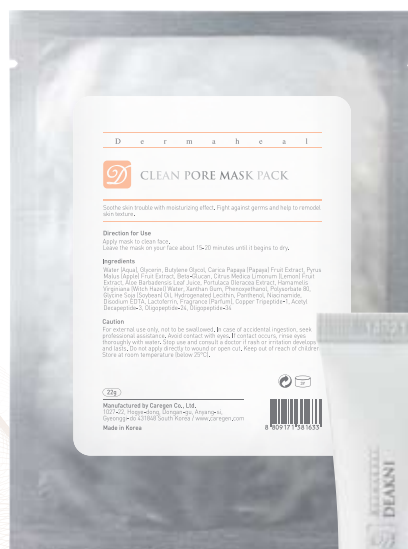 Dermaheal
D CLEAN PORE MASK PACK
Soothe skin trouble with moisturizing effect. Fight against germs and help to remodel
skin texture.
Direction for Use
Apply mask to clean face.
Leave the mask on your face about 15-20 minutes until it begins to dry.
Ingredients
Water (Aqua), Glycerin, Butylene Glycol, Carica Papaya (Papaya) Fruit Extract, Pyrus
Malus (Apple) Fruit Extract, Beta-Glucan, Citrus Medica Limonum (Lemon) Fruit
Extract, Aloe Barbadensis Leaf Juice, Portulaca Oleracea Extract, Hamamelis
Virginiana (Witch Hazel) Water, Xanthan Gum, Phenoxyethanol, Polysorbate 80,
Glycine Soja (Soybean) Oil, Hydrogenated Lecithin, Panthenol, Niacinamide,
Disodium EDTA, Lactoferrin, Fragrance (Parfum), Copper Tripeptide-1, Acetyl
Decapeptide-3, Oligopeptide-24, Oligopeptide-34
Caution
For external use only, not to be swallowed. In case of accidental ingestion, seek
professional assistance. Avoid contact with eyes. If contact occurs, rinse eyes
thoroughly with water. Stop use and consult a doctor if rash or irritation develops
and lasts. Do not apply directly to wound or open cut. Keep out of reach of children
Store at room temperature (below 25°C).
22g
Manufactured by Caregen Co., Ltd.
1027-22, Hogye-dong, Dongan-gu, Anyang-si,
Gyeonggi-do 431848 South Korea / www.caregen.com
Made in Korea
8 809171 381633